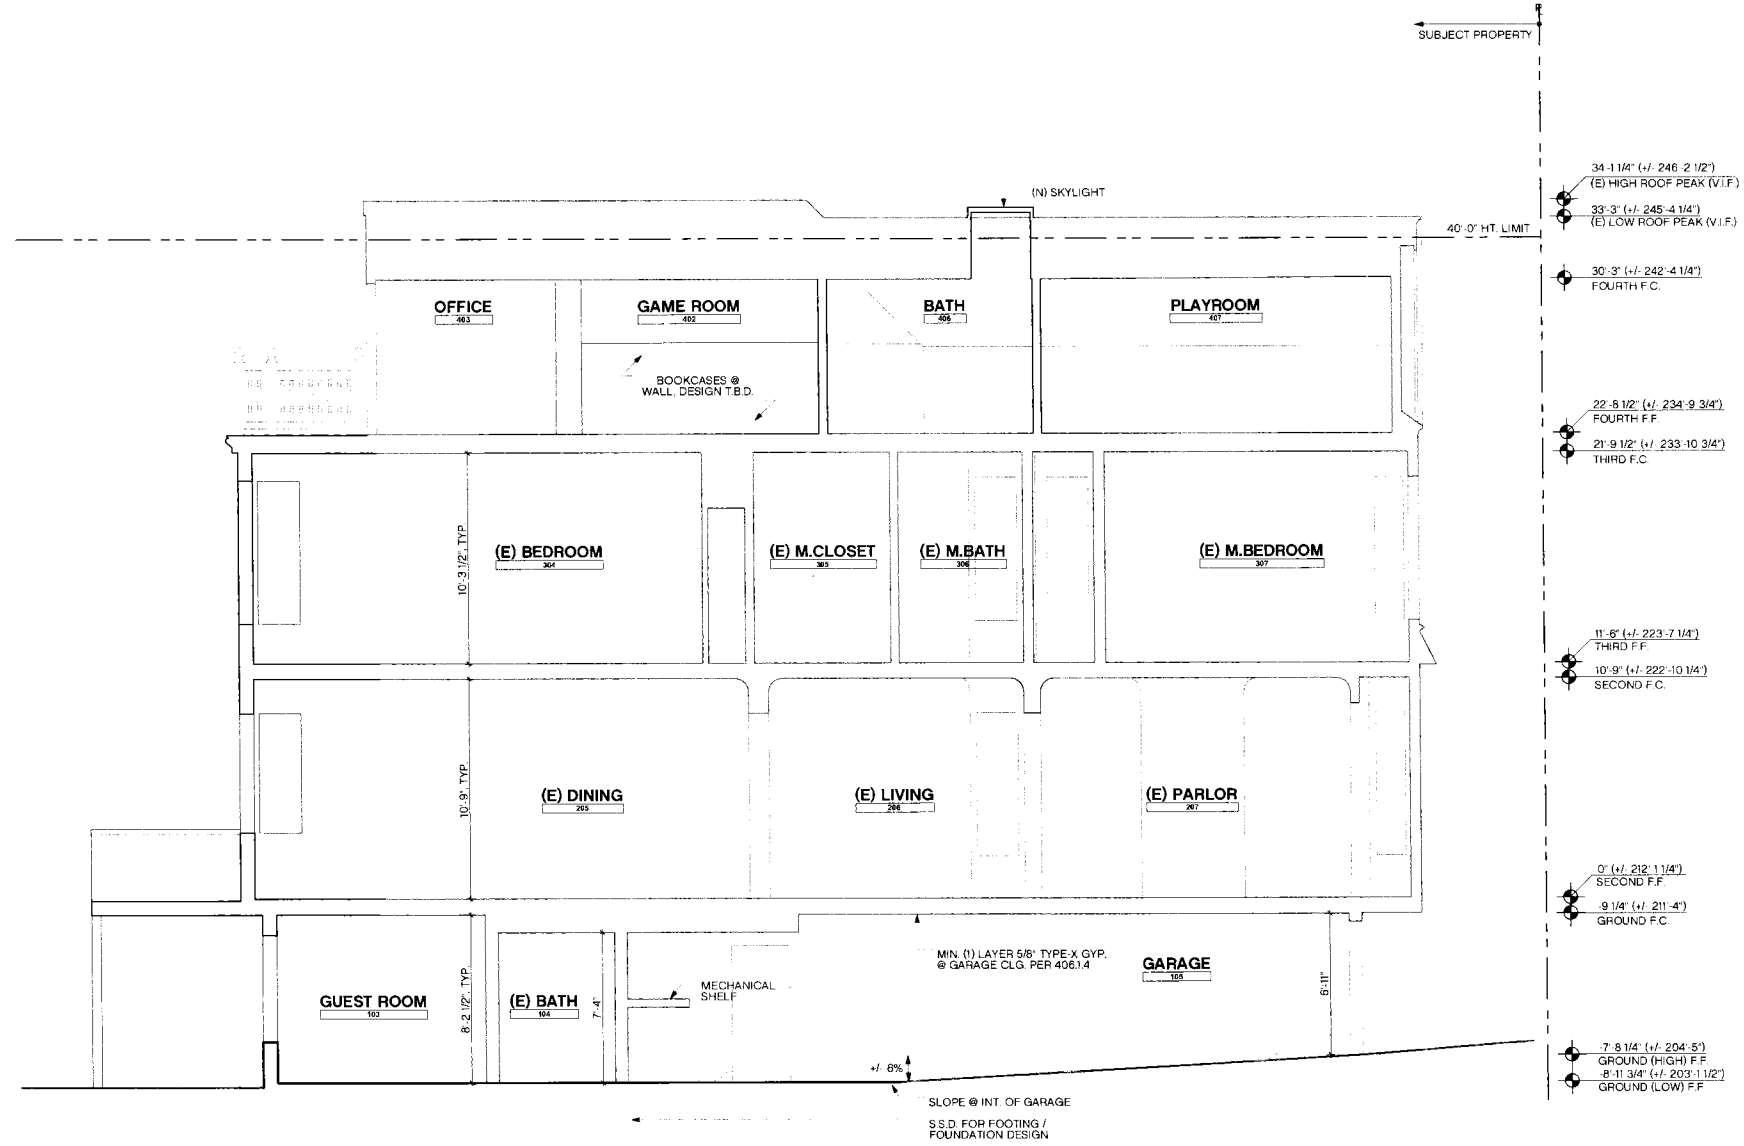 SUBJECT PROPERTY
34'-1 1/4" (+/- 246'-2 1/2")
(E) HIGH ROOF PEAK (V.I.F.)
(N) SKYLIGHT
33'-3" (+/- 245'-4 1/4")
(E) LOW ROOF PEAK (V.I.F.)
40'-0" HT. LIMIT
30'-3" (+/- 242'-4 1/4")
FOURTH F.C.
OFFICE
403
GAME ROOM
402
BATH
406
PLAYROOM
407
BOOKCASES @
WALL, DESIGN T.B.D.
22'-8 1/2" (+/- 234'-9 3/4")
FOURTH F.F.
21'-9 1/2" (+/- 233'-10 3/4")
THIRD F.C.
10'-3 1/2", TYP.
(E) BEDROOM
304
(E) M.CLOSET
305
(E) M.BATH
306
(E) M.BEDROOM
307
11'-6" (+/- 223'-7 1/4")
THIRD F.F.
10'-9" (+/- 222'-10 1/4")
SECOND F.C.
10'-9", TYP.
(E) DINING
205
(E) LIVING
206
(E) PARLOR
207
0" (+/- 212' 1 1/4")
SECOND F.F.
-9 1/4" (+/- 211'-4")
GROUND F.C.
MIN. (1) LAYER 5/8" TYPE-X GYP.
@ GARAGE CLG. PER 406.1.4
GARAGE
105
MECHANICAL
SHELF
GUEST ROOM
103
8'-2 1/2", TYP.
(E) BATH
104
7'-4"
6'-11"
-7'-8 1/4" (+/- 204'-5")
GROUND (HIGH) F.F.
+/- 6%
-8'-11 3/4" (+/- 203'-1 1/2")
GROUND (LOW) F.F
SLOPE @ INT. OF GARAGE
S.S.D. FOR FOOTING /
FOUNDATION DESIGN